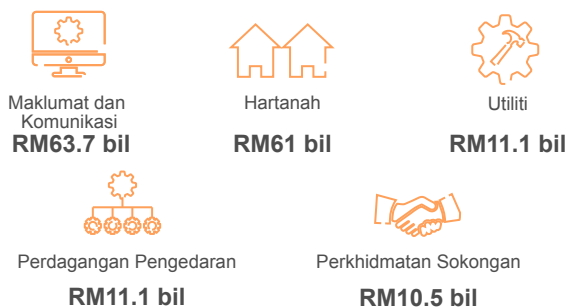 Maklumat dan
Komunikasi
RM63.7 bil
Hartanah
RM61 bil
Utiliti
RM11.1 bil
Perdagangan Pengedaran
RM11.1 bil
Perkhidmatan Sokongan
RM10.5 bil